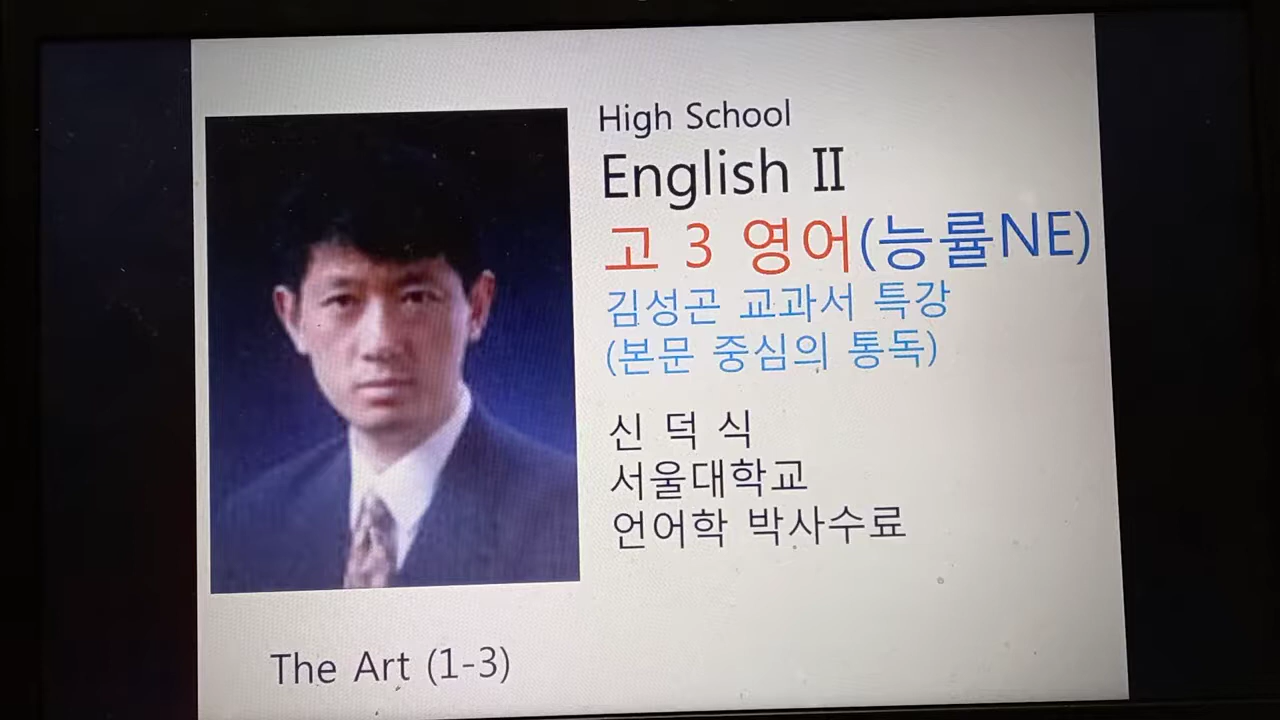 High School
English II
고 3 영어(능률NE)
김성곤 교과서 특강
(본문 중심의 통독)
신 덕 식
서울대학교
언어학 박사수료
The Art (1-3)